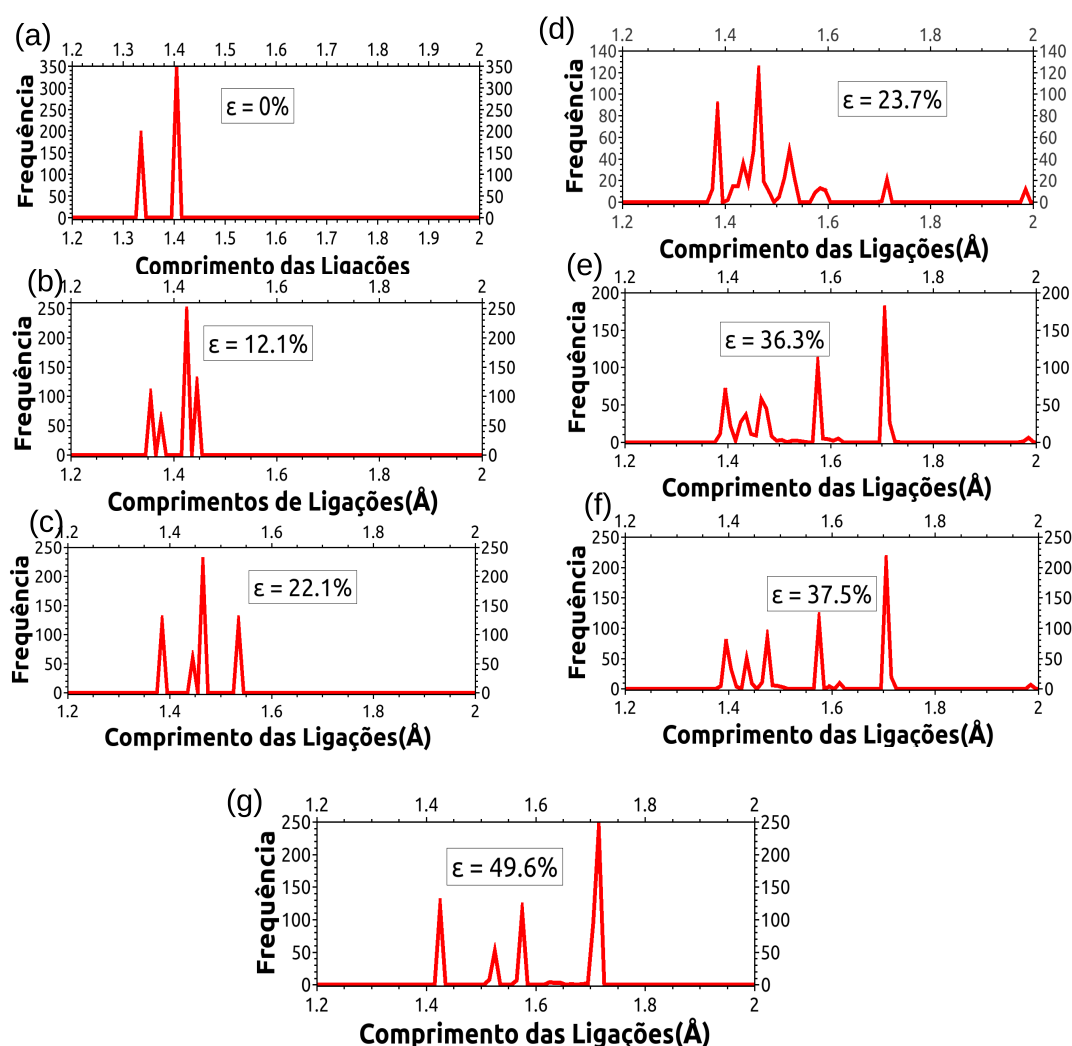 (a)
1.2 1.3 1.4 1.5 1.6 1.7 1.8 1.9 2
350 350
300 300
250 250
200 200
150 150
100 100
50 50
0 0
Frequência
ε = 0%
1.2 1.3 1.4 1.5 1.6 1.7 1.8 1.9 2
Comprimento das Ligações
(b)
1.2 1.4 1.6 1.8 2
250 250
200 200
150 150
100 100
50 50
0 0
Frequência
ε = 12.1%
1.2 1.4 1.6 1.8 2
Comprimentos de Ligações(Å)
(c)
1.2 1.4 1.6 1.8 2
250 250
200 200
150 150
100 100
50 50
0 0
Frequência
ε = 22.1%
1.2 1.4 1.6 1.8 2
Comprimento das Ligações(Å)
(d)
1.2 1.4 1.6 1.8 2
140 140
120 120
100 100
80 80
60 60
40 40
20 20
0 0
Frequência
ε = 23.7%
1.2 1.4 1.6 1.8 2
Comprimento das Ligações(Å)
(e)
1.2 1.4 1.6 1.8 2
200 200
150 150
100 100
50 50
0 0
Frequência
ε = 36.3%
1.2 1.4 1.6 1.8 2
Comprimento das Ligações(Å)
(f)
1.2 1.4 1.6 1.8 2
250 250
200 200
150 150
100 100
50 50
0 0
Frequência
ε = 37.5%
1.2 1.4 1.6 1.8 2
Comprimento das Ligações(Å)
(g)
1.2 1.4 1.6 1.8 2
250 250
200 200
150 150
100 100
50 50
0 0
Frequência
ε = 49.6%
1.2 1.4 1.6 1.8 2
Comprimento das Ligações(Å)